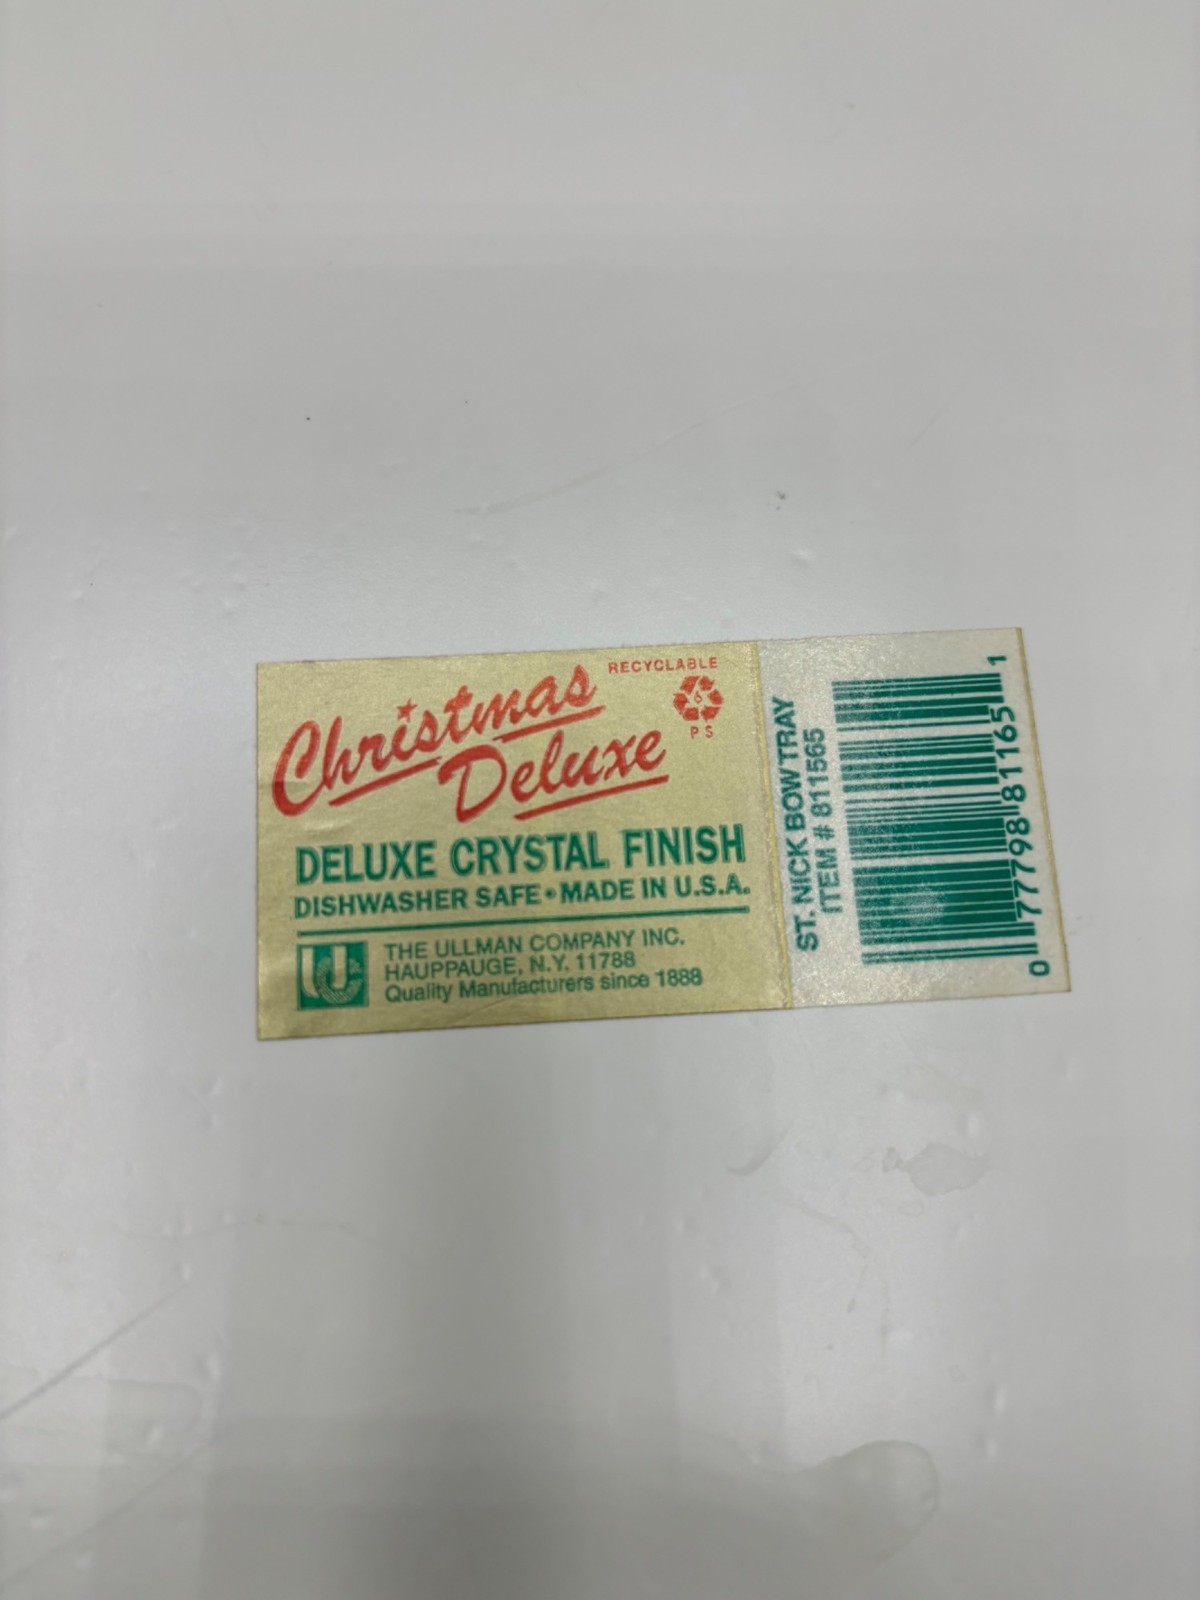 Christmas
Deluxe
RECYCLABLE
6
PS
DELUXE CRYSTAL FINISH
DISHWASHER SAFE • MADE IN U.S.A.
UC
THE ULLMAN COMPANY INC.
HAUPPAUGE, N.Y. 11788
Quality Manufacturers since 1888
ST. NICK BOW TRAY
ITEM # 811565
0 77798 81165 1